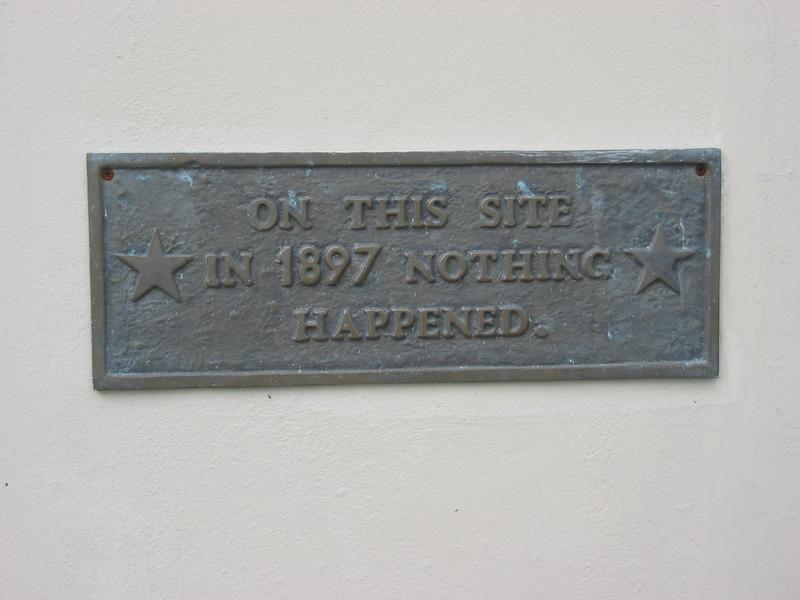 ON THIS SITE
IN 1897 NOTHING
HAPPENED.